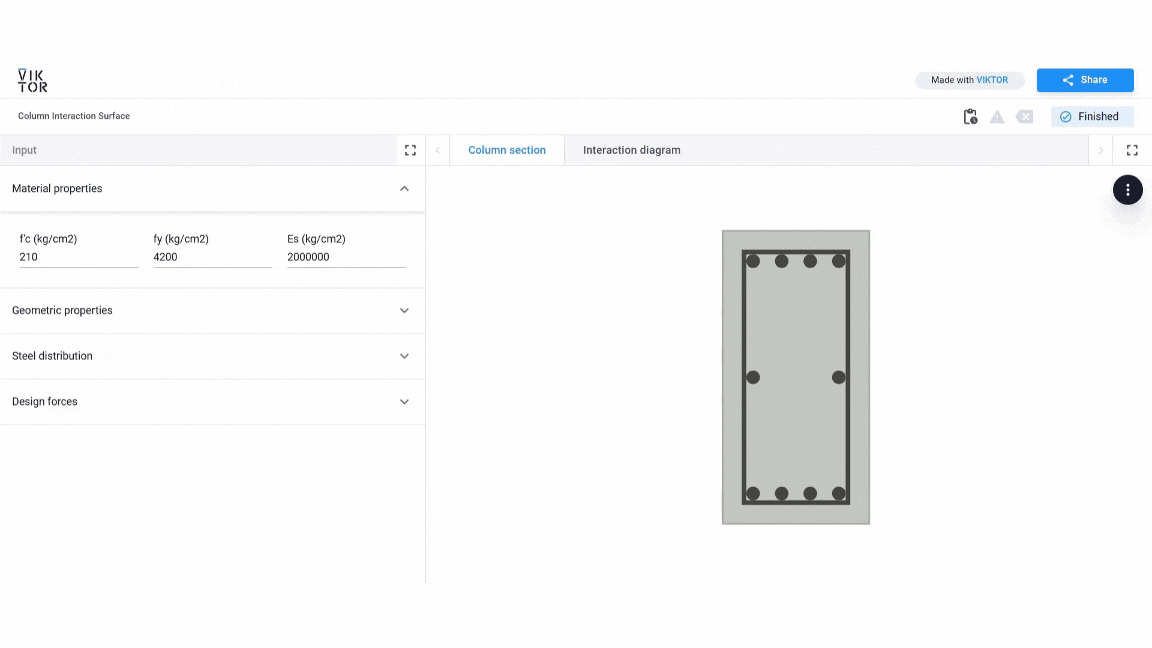 VIK
TOR
Made with VIKTOR
Share
Column Interaction Surface
Finished
Input
Column section
Interaction diagram
Material properties
f'c (kg/cm2)
fy (kg/cm2)
Es (kg/cm2)
210
4200
2000000
Geometric properties
Steel distribution
Design forces